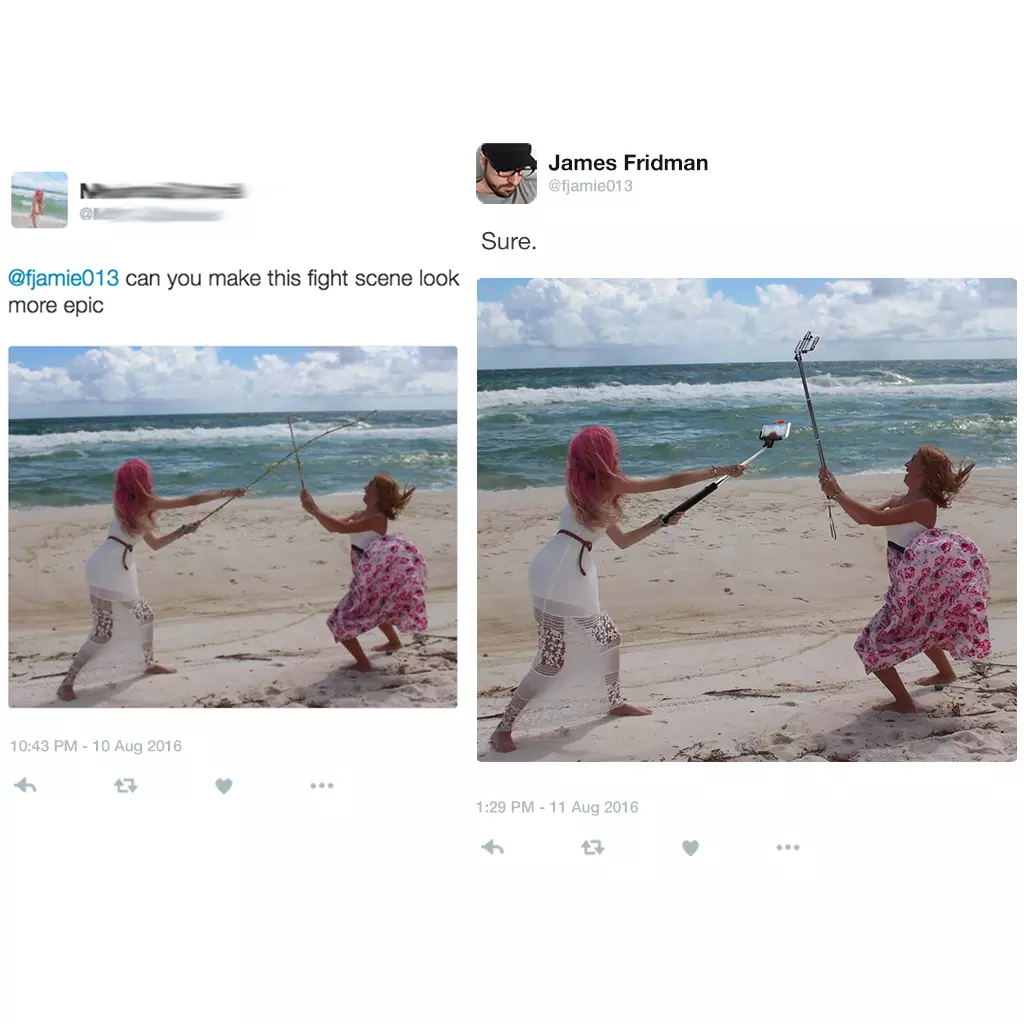 @fjamie013 can you make this fight scene look
more epic
10:43 PM - 10 Aug 2016
James Fridman
@fjamie013
Sure.
1:29 PM - 11 Aug 2016